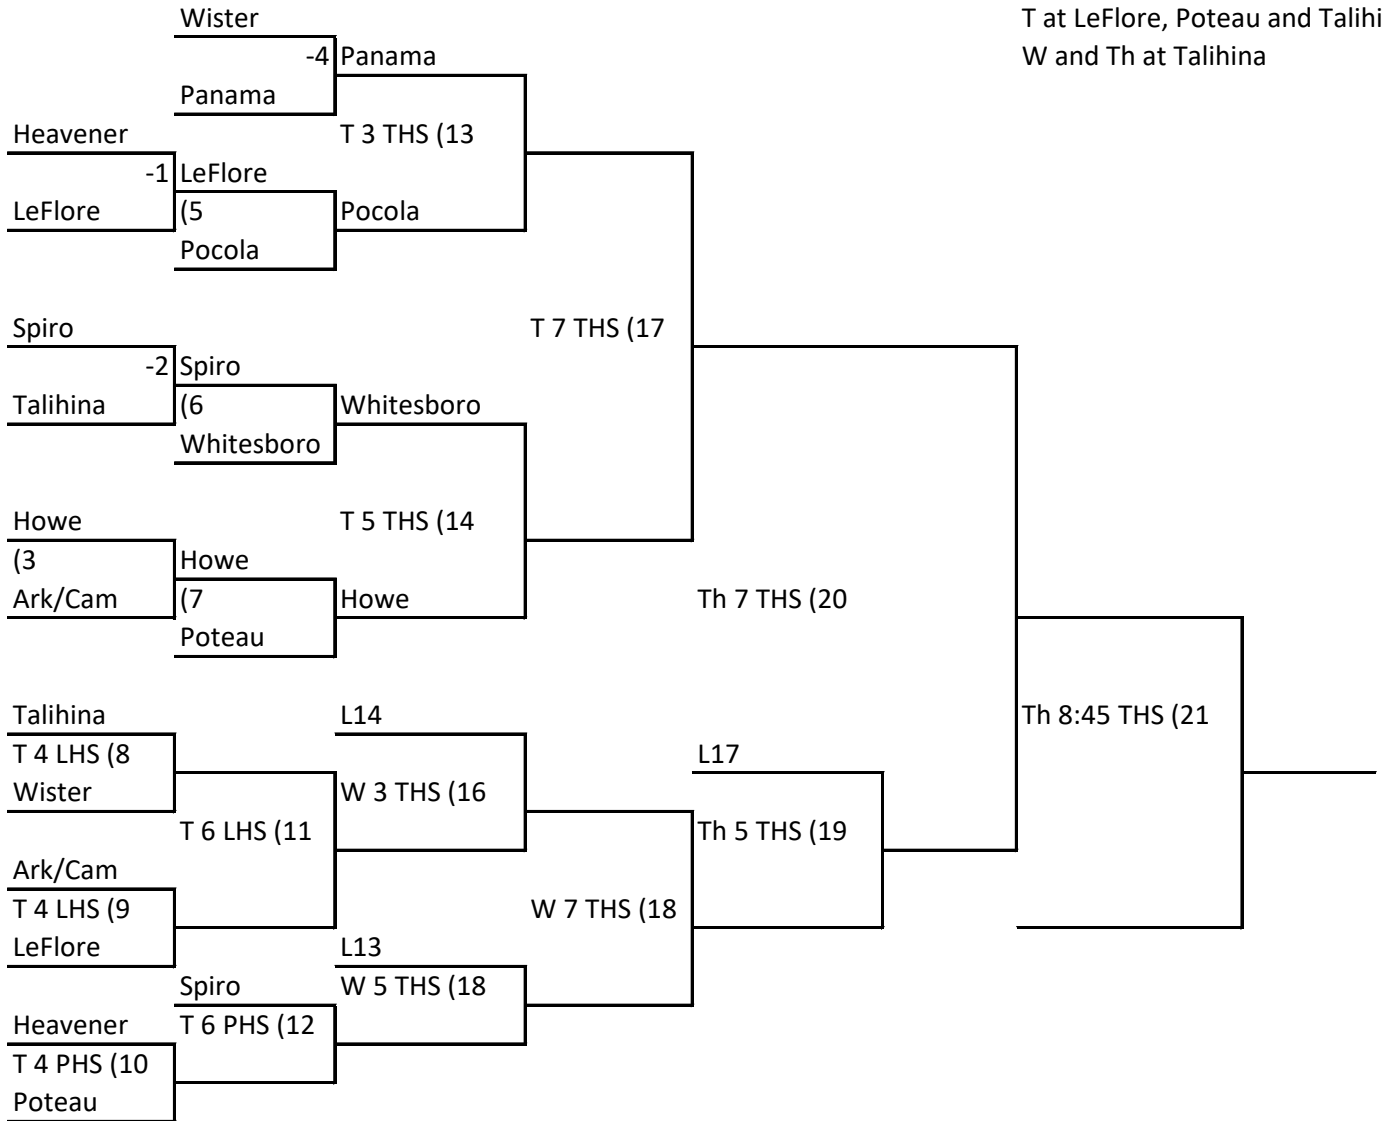 Wister
T at LeFlore, Poteau and Talihi
-4 Panama
W and Th at Talihina
Panama
Heavener
T 3 THS (13
-1 LeFlore
LeFlore
(5
Pocola
Pocola
Spiro
T 7 THS (17
-2 Spiro
Talihina
(6
Whitesboro
Whitesboro
Howe
T 5 THS (14
(3
Howe
Ark/Cam
(7
Howe
Th 7 THS (20
Poteau
Talihina
L14
Th 8:45 THS (21
T 4 LHS (8
L17
Wister
W 3 THS (16
T 6 LHS (11
Th 5 THS (19
Ark/Cam
T 4 LHS (9
W 7 THS (18
LeFlore
L13
Spiro
W 5 THS (18
Heavener
T 6 PHS (12
T 4 PHS (10
Poteau